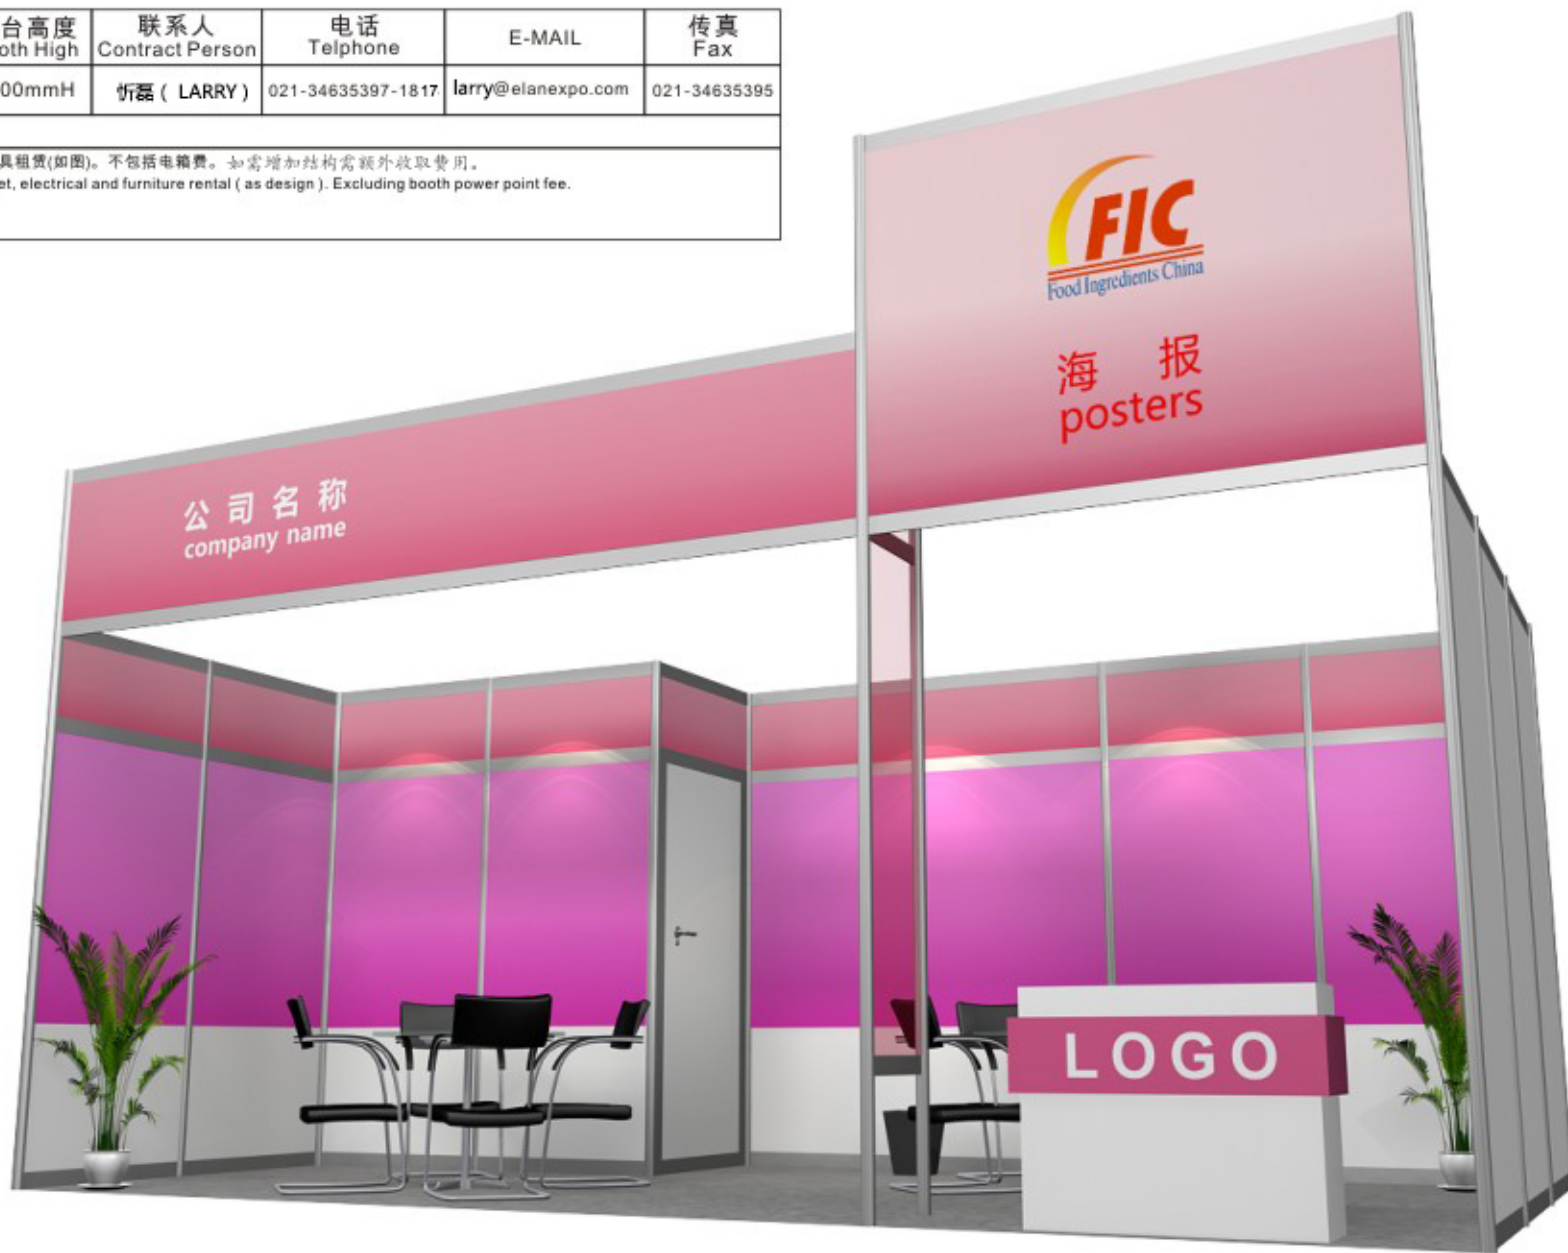 台高度 联系人 电话 E-MAIL 传真
oth High Contract Person Telphone Fax
00mmH 忻磊 ( LARRY ) 021-34635397-1817 larry@elanexpo.com 021-34635395
具租赁(如图)。不包括电箱费。如需增加结构需额外收取费用。
et, electrical and furniture rental ( as design ). Excluding booth power point fee.
FIC
Food Ingredients China
海 报
posters
公司名称
company name
LOGO